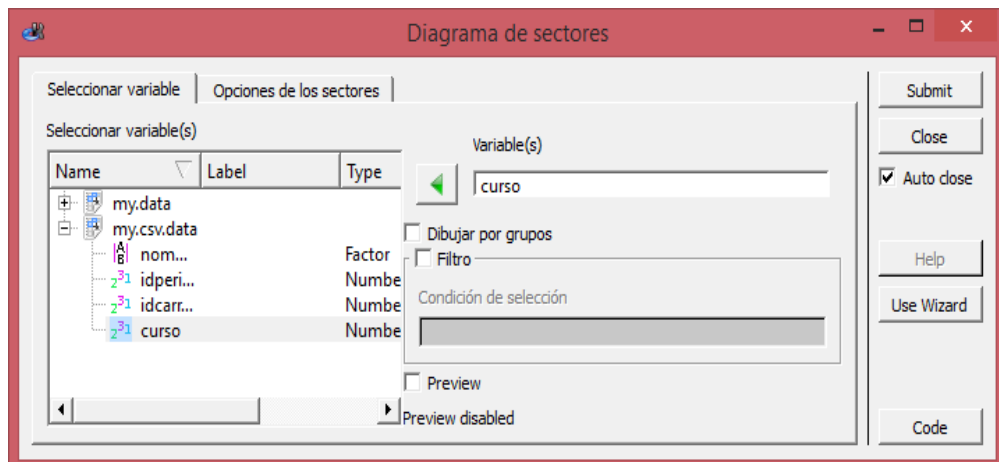 Diagrama de sectores
Seleccionar variable Opciones de los sectores
Submit
Seleccionar variable(s)
Close
Variable(s)
Name Label Type
Auto close
curso
my.data
my.csv.data
Dibujar por grupos
nom... Factor
Filtro
Help
idperi... Numbe
idcarr... Numbe
Condición de selección
Use Wizard
curso Numbe
Preview
Preview disabled
Code